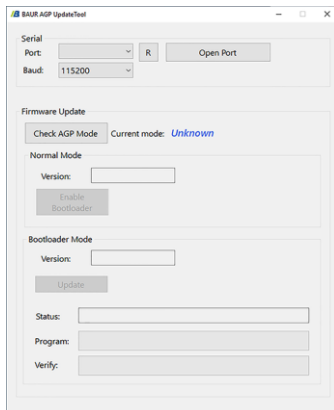 BAUR AGP UpdateTool
Serial
Port:
R
Open Port
Baud:
115200
Firmware Update
Check AGP Mode
Current mode: Unknown
Normal Mode
Version:
Enable
Bootloader
Bootloader Mode
Version:
Update
Status:
Program:
Verify: